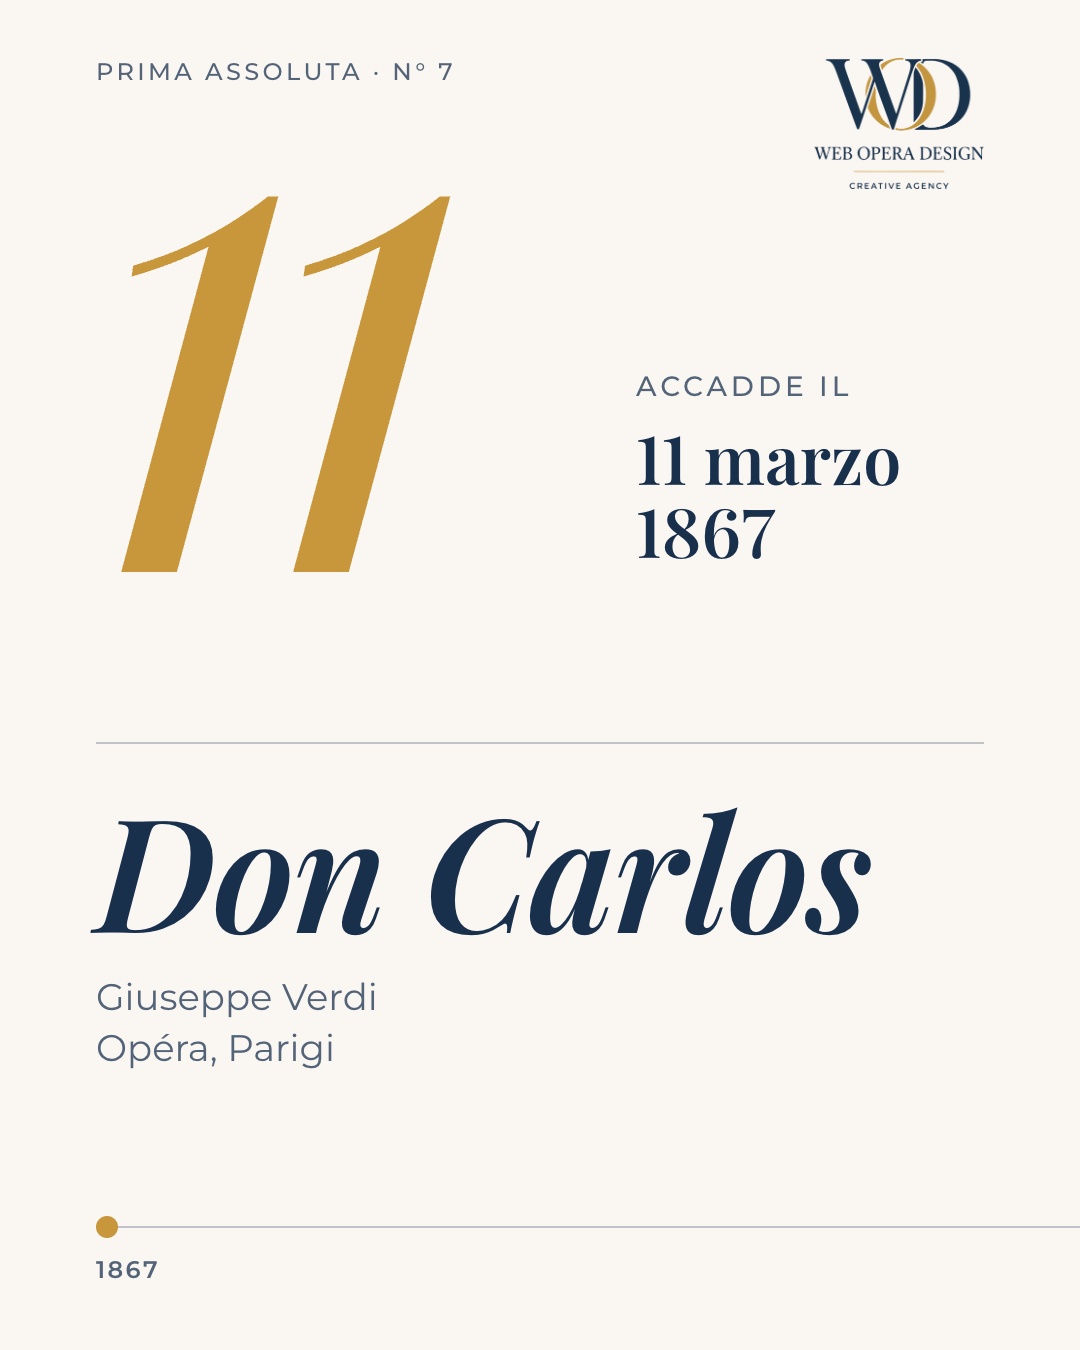 PRIMA ASSOLUTA · N° 7
WOD
WEB OPERA DESIGN
CREATIVE AGENCY
11
ACCADDE IL
11 marzo
1867
Don Carlos
Giuseppe Verdi
Opéra, Parigi
1867